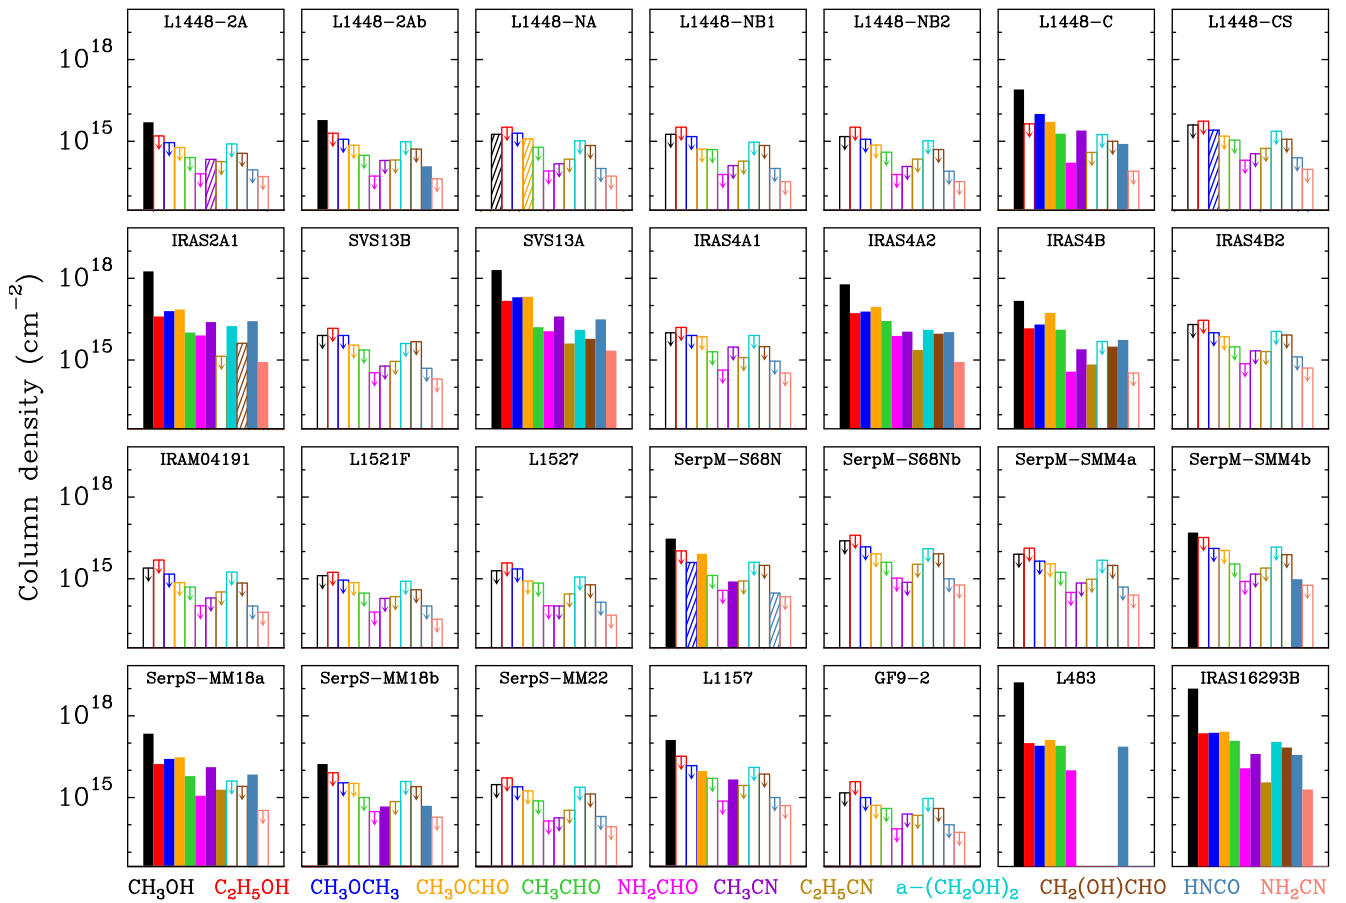 L1448-2A L1448-2Ab L1448-NA L1448-NB1 L1448-NB2 L1448-C L1448-CS
10^18
10^15
IRAS2A1 SVS13B SVS13A IRAS4A1 IRAS4A2 IRAS4B IRAS4B2
10^18
10^15
Column density (cm^-2)
IRAM04191 L1521F L1527 SerpM-S68N SerpM-S68Nb SerpM-SMM4a SerpM-SMM4b
10^18
10^15
SerpS-MM18a SerpS-MM18b SerpS-MM22 L1157 GF9-2 L483 IRAS16293B
10^18
10^15
CH₃OH C₂H₅OH CH₃OCH₃ CH₃OCHO CH₃CHO NH₂CHO CH₃CN C₂H₅CN a-(CH₂OH)₂ CH₂(OH)CHO HNCO NH₂CN